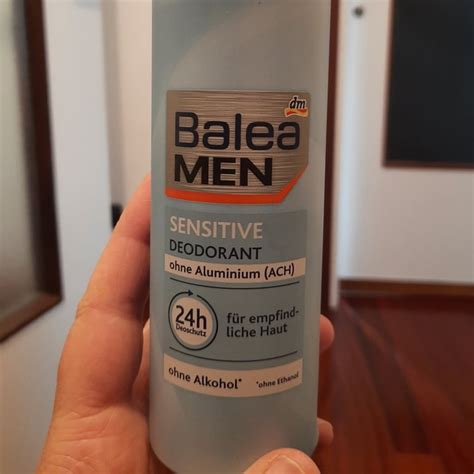 dm
Balea
MEN
SENSITIVE
DEODORANT
ohne Aluminium (ACH)
24h
Deoschutz
für empfind-
liche Haut
ohne Alkohol*
*ohne Ethanol